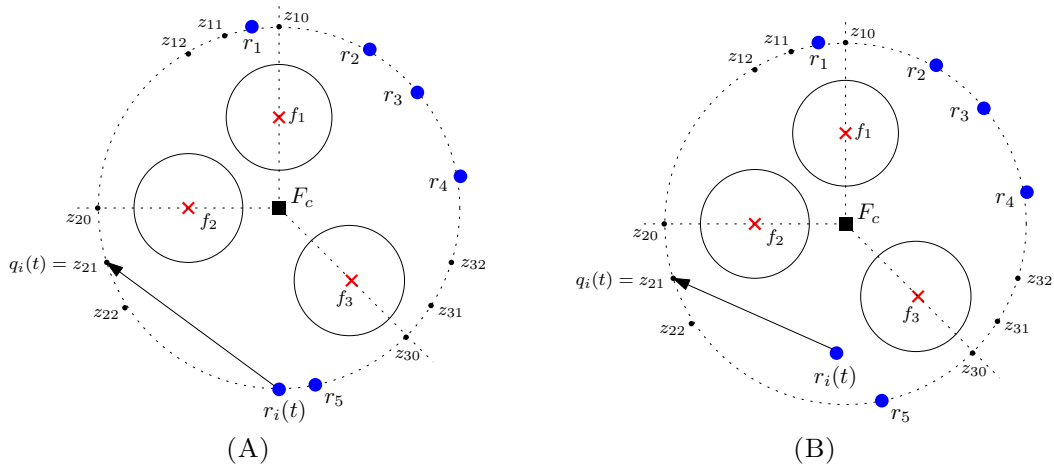 z₁₀
z₁₁
z₁₂
r₁
r₂
r₃
f₁
r₄
F_c
z₂₀
f₂
q_i(t) = z₂₁
z₃₂
f₃
z₂₂
z₃₁
z₃₀
r_i(t)
r₅
(A)
z₁₀
z₁₁
z₁₂
r₁
r₂
r₃
f₁
r₄
F_c
z₂₀
f₂
q_i(t) = z₂₁
z₃₂
f₃
z₂₂
z₃₁
z₃₀
r_i(t)
r₅
(B)